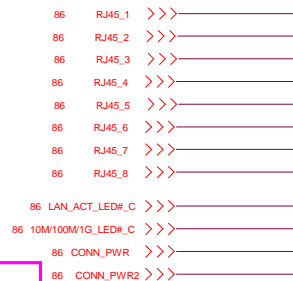 86 RJ45_1
86 RJ45_2
86 RJ45_3
86 RJ45_4
86 RJ45_5
86 RJ45_6
86 RJ45_7
86 RJ45_8
86 LAN_ACT_LED#_C
86 10M/100M/1G_LED#_C
86 CONN_PWR
86 CONN_PWR2